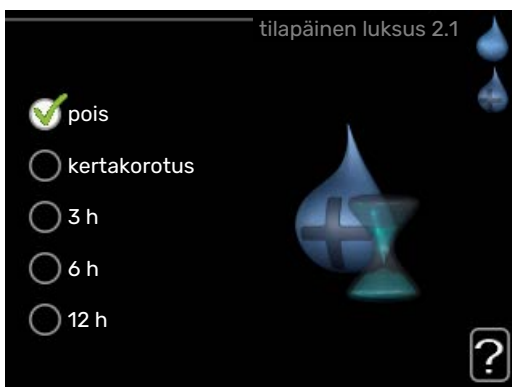 tilapäinen luksus 2.1
pois
kertakorotus
3 h
6 h
12 h
?